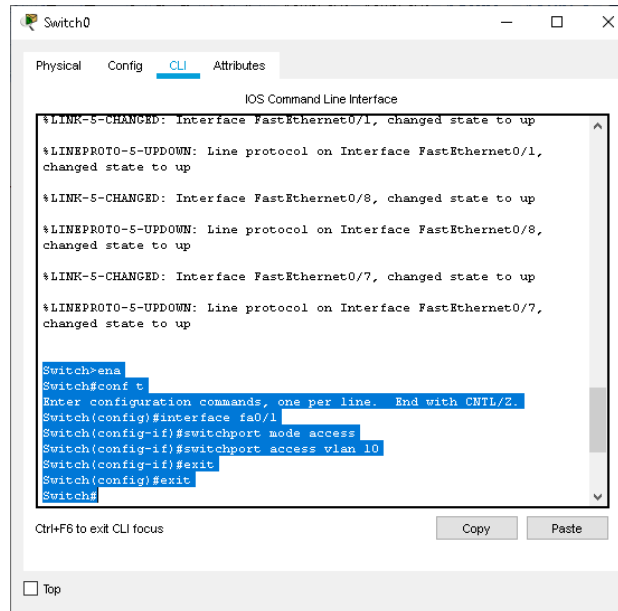 Switch0
Physical Config CLI Attributes
IOS Command Line Interface
%LINK-5-CHANGED: Interface FastEthernet0/1, changed state to up
%LINEPROTO-5-UPDOWN: Line protocol on Interface FastEthernet0/1,
changed state to up
%LINK-5-CHANGED: Interface FastEthernet0/8, changed state to up
%LINEPROTO-5-UPDOWN: Line protocol on Interface FastEthernet0/8,
changed state to up
%LINK-5-CHANGED: Interface FastEthernet0/7, changed state to up
%LINEPROTO-5-UPDOWN: Line protocol on Interface FastEthernet0/7,
changed state to up
Switch>ena
Switch#conf t
Enter configuration commands, one per line.  End with CNTL/Z.
Switch(config)#interface fa0/1
Switch(config-if)#switchport mode access
Switch(config-if)#switchport access vlan 10
Switch(config-if)#exit
Switch(config)#exit
Switch#
Ctrl+F6 to exit CLI focus
Copy Paste
Top